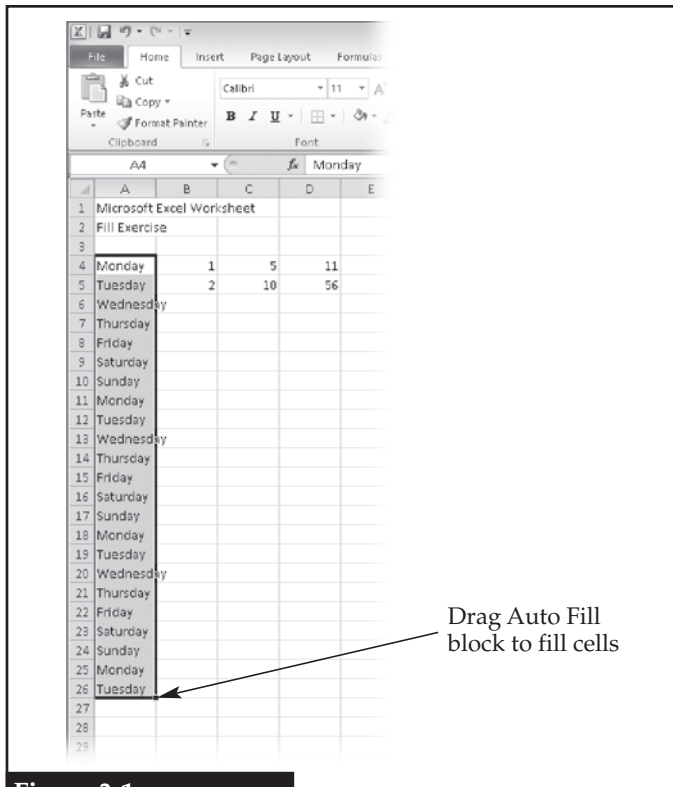 File Home Insert Page Layout Formulas
Cut
Copy
Format Painter
Paste
Calibri 11 A
B I U
Clipboard Font
A4 fx Monday
A B C D E
1 Microsoft Excel Worksheet
2 Fill Exercise
3
4 Monday 1 5 11
5 Tuesday 2 10 56
6 Wednesday
7 Thursday
8 Friday
9 Saturday
10 Sunday
11 Monday
12 Tuesday
13 Wednesday
14 Thursday
15 Friday
16 Saturday
17 Sunday
18 Monday
19 Tuesday
20 Wednesday
21 Thursday
22 Friday
23 Saturday
24 Sunday
25 Monday
26 Tuesday
27
28
29
Drag Auto Fill
block to fill cells